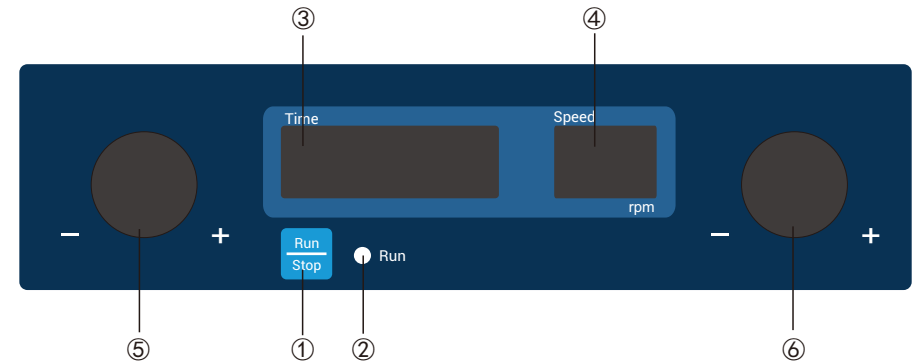 ③ ④
Time Speed
rpm
− + − +
Run
Stop
Run
⑤ ① ② ⑥